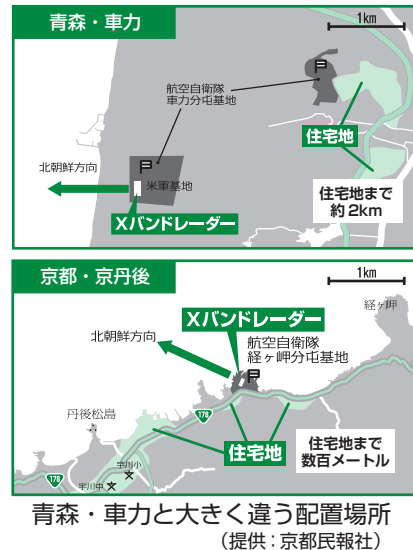 青森・車力
1km
航空自衛隊
車力分屯基地
住宅地
北朝鮮方向
米軍基地
住宅地まで
約2km
Xバンドレーダー
京都・京丹後
1km
Xバンドレーダー
経ヶ岬
北朝鮮方向
航空自衛隊
経ヶ岬分屯基地
丹後松島
178
住宅地
住宅地まで
数百メートル
宇川小
178
宇川中
青森・車力と大きく違う配置場所
（提供：京都民報社）